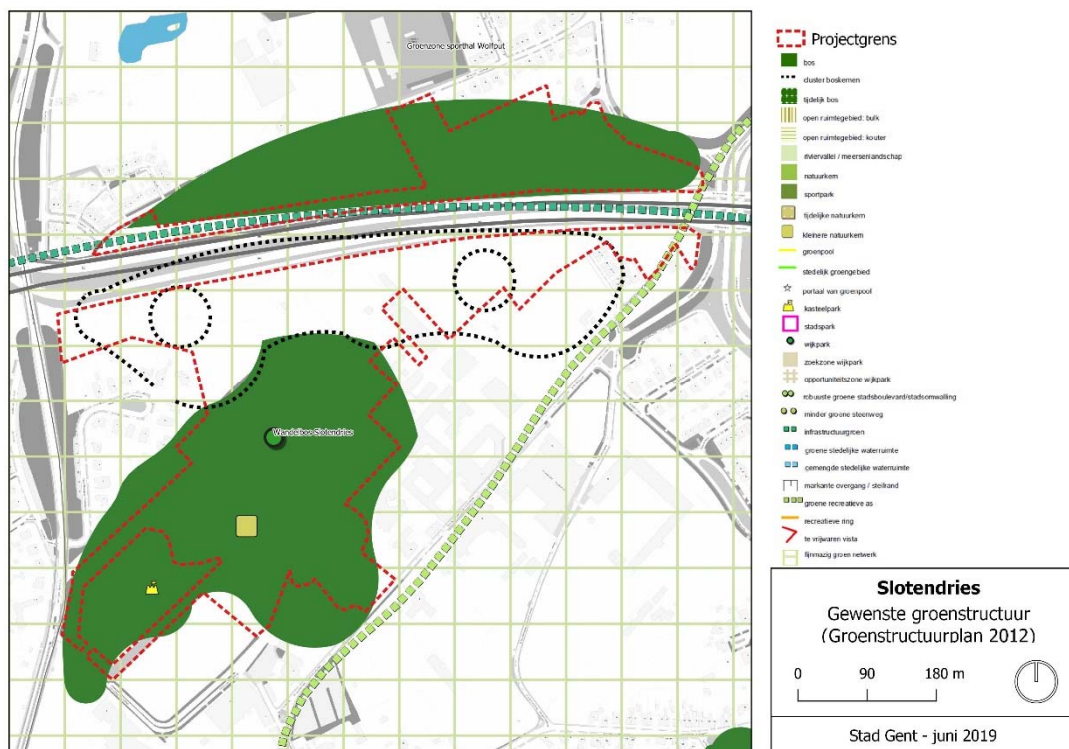 Groenzone sporthal Wolfput
Wandelbos Slotendries
Projectgrens
bos
cluster boskernen
tijdelijk bos
open ruimtegebied: bulk
open ruimtegebied: kouter
riviervallei / meersenlandschap
natuurkern
sportpark
tijdelijke natuurkern
kleinere natuurkern
groenpool
stedelijk groengebied
portaal van groenpool
kasteelpark
stadspark
wijkpark
zoekzone wijkpark
opportuniteitszone wijkpark
robuuste groene stadsboulevard/stadsomwalling
minder groene steenweg
infrastructuurgroen
groene stedelijke waterruimte
gemengde stedelijke waterruimte
markante overgang / steilrand
groene recreatieve as
recreatieve ring
te vrijwaren vista
fijnmazig groen netwerk
Slotendries
Gewenste groenstructuur
(Groenstructuurplan 2012)
0 90 180 m
Stad Gent - juni 2019